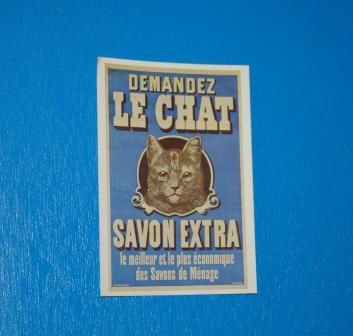 DEMANDEZ
LE CHAT
SAVON EXTRA
le meilleur et le plus économique
des Savons de Ménage